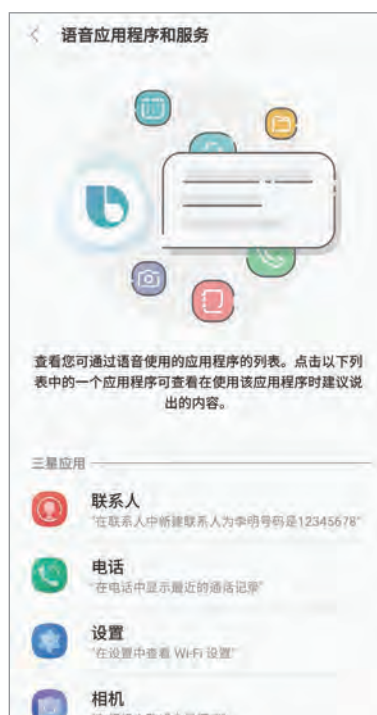 语音应用程序和服务
查看您可通过语音使用的应用程序的列表。点击以下列
表中的一个应用程序可查看在使用该应用程序时建议说
出的内容。
三星应用
联系人
"在联系人中新建联系人为李明号码是12345678"
电话
"在电话中显示最近的通话记录"
设置
"在设置中查看 Wi-Fi 设置"
相机